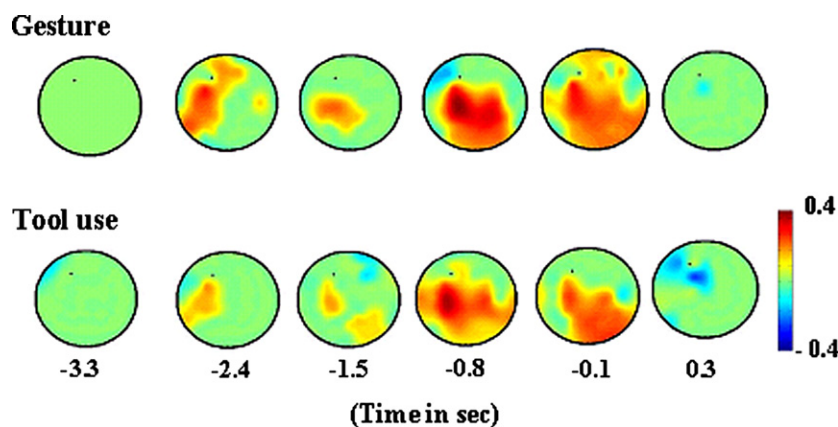 Gesture
Tool use
0.4
- 0.4
-3.3 -2.4 -1.5 -0.8 -0.1 0.3
(Time in sec)